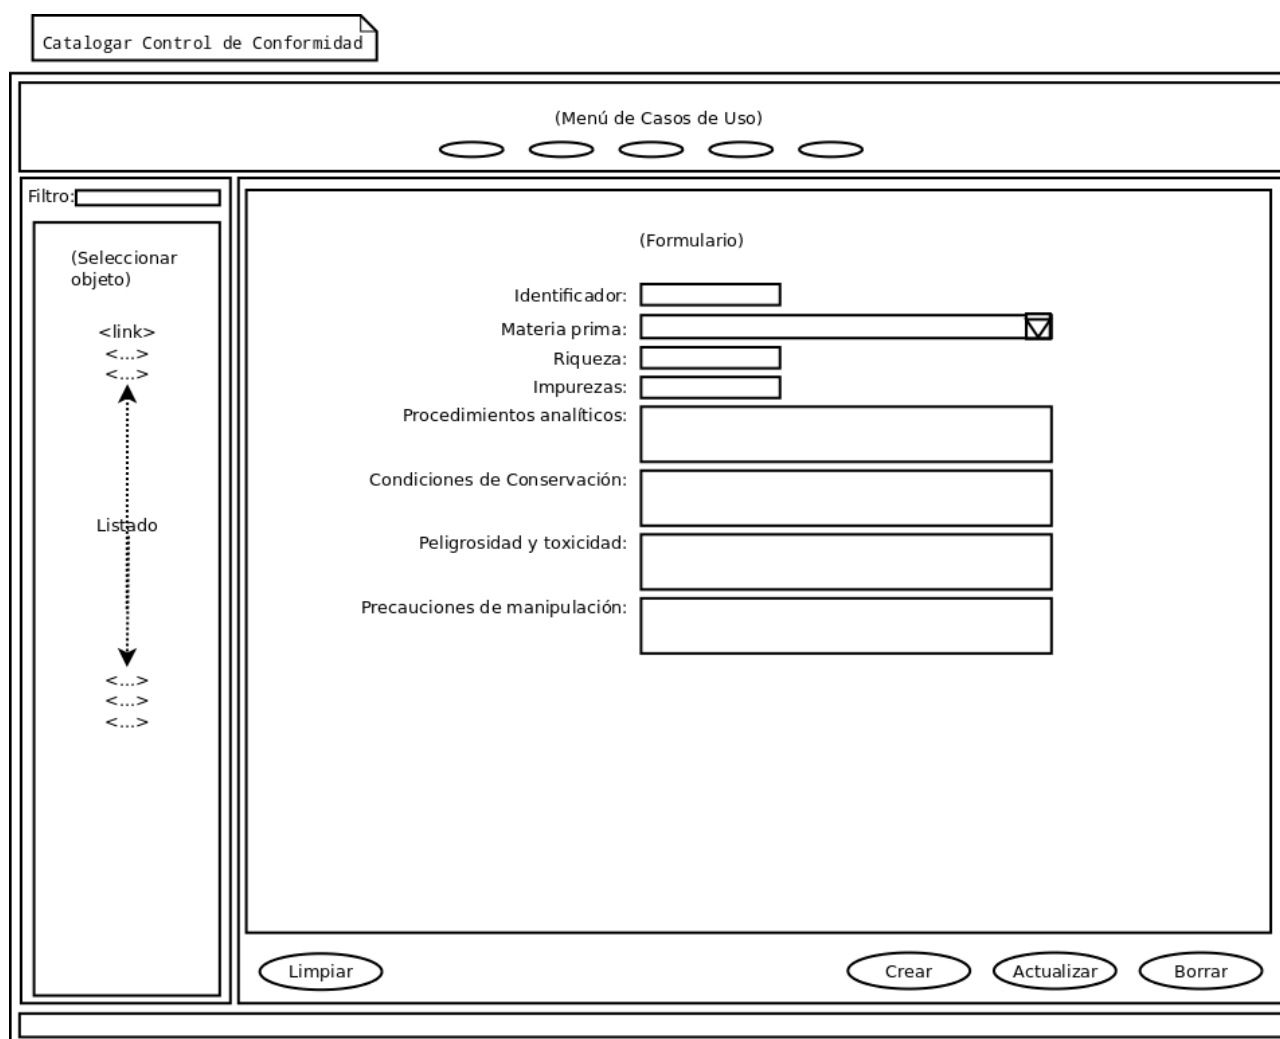 Catalogar Control de Conformidad
(Menú de Casos de Uso)
Filtro:
(Seleccionar
objeto)
<link>
<...>
<...>
Listado
<...>
<...>
<...>
(Formulario)
Identificador:
Materia prima:
Riqueza:
Impurezas:
Procedimientos analíticos:
Condiciones de Conservación:
Peligrosidad y toxicidad:
Precauciones de manipulación:
Limpiar
Crear
Actualizar
Borrar